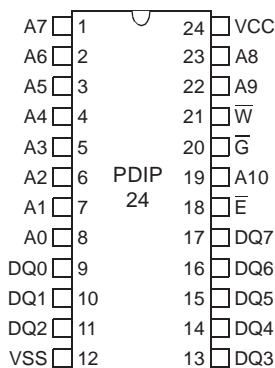 A7 1 24 VCC
A6 2 23 A8
A5 3 22 A9
A4 4 21 W̅
A3 5 20 G̅
A2 6 PDIP 19 A10
A1 7 24 18 E̅
A0 8 17 DQ7
DQ0 9 16 DQ6
DQ1 10 15 DQ5
DQ2 11 14 DQ4
VSS 12 13 DQ3